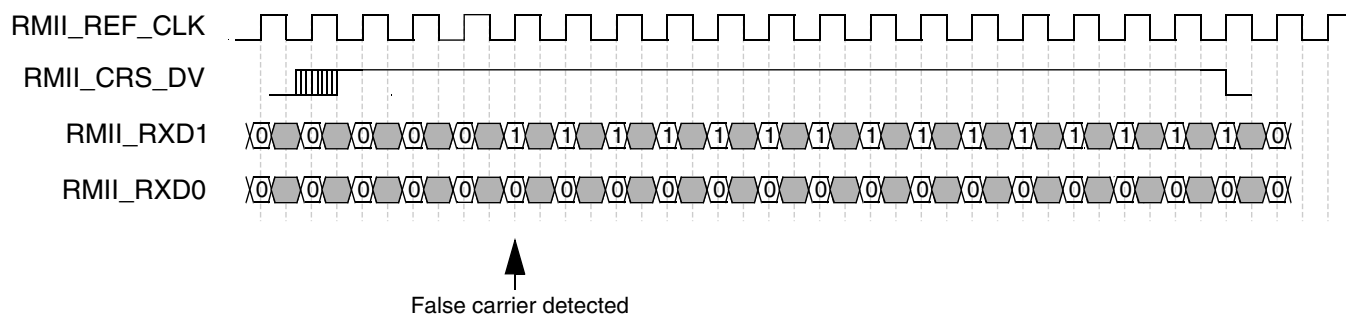 RMII_REF_CLK
RMII_CRS_DV
RMII_RXD1 0 0 0 0 0 1 1 1 1 1 1 1 1 1 1 1 1 1 1 1 0
RMII_RXD0 0 0 0 0 0 0 0 0 0 0 0 0 0 0 0 0 0 0 0 0 0
False carrier detected